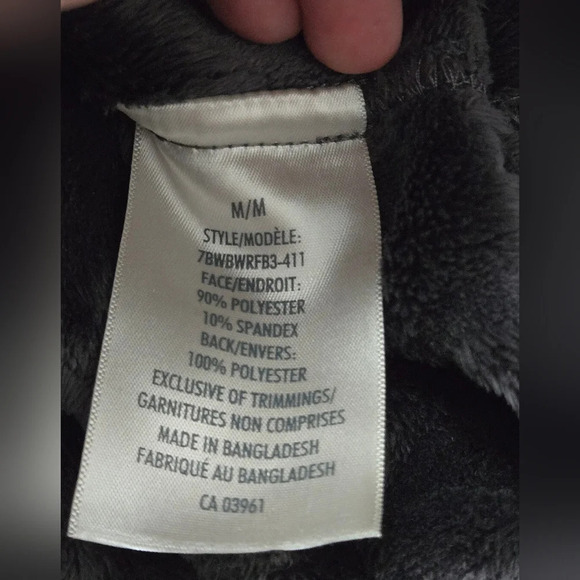 M/M
STYLE/MODÈLE:
7BWBWRFB3-411
FACE/ENDROIT:
90% POLYESTER
10% SPANDEX
BACK/ENVERS:
100% POLYESTER
EXCLUSIVE OF TRIMMINGS/
GARNITURES NON COMPRISES
MADE IN BANGLADESH
FABRIQUÉ AU BANGLADESH
CA 03961